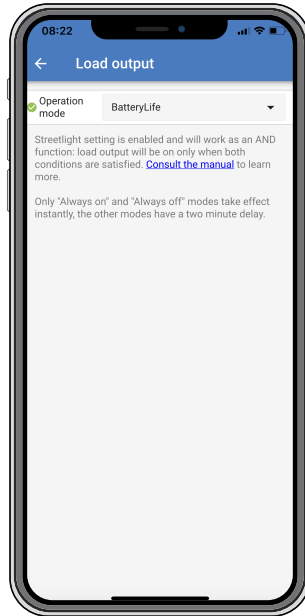 08:22
Load output
Operation
mode
BatteryLife
Streetlight setting is enabled and will work as an AND
function: load output will be on only when both
conditions are satisfied. Consult the manual to learn
more.
Only "Always on" and "Always off" modes take effect
instantly, the other modes have a two minute delay.